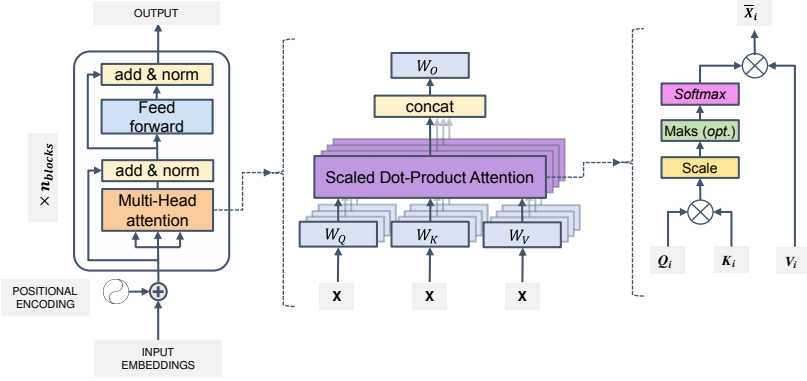 OUTPUT
add & norm
Feed
forward
add & norm
Multi-Head
attention
× n_blocks
POSITIONAL
ENCODING
+
INPUT
EMBEDDINGS
W_O
concat
Scaled Dot-Product Attention
W_Q
W_K
W_V
X
X
X
X̅_i
Softmax
Maks (opt.)
Scale
Q_i
K_i
V_i